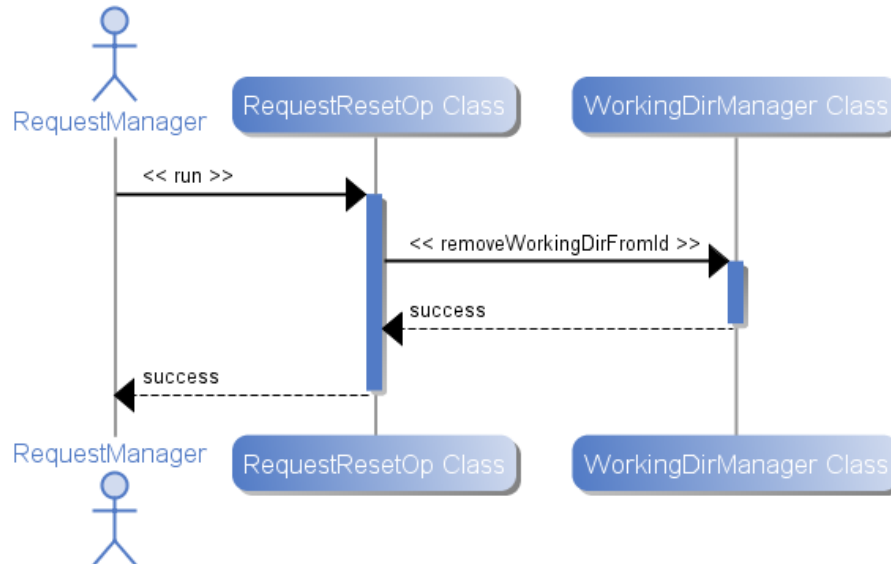 RequestManager
RequestResetOp Class
WorkingDirManager Class
<< run >>
<< removeWorkingDirFromId >>
success
success
RequestManager
RequestResetOp Class
WorkingDirManager Class